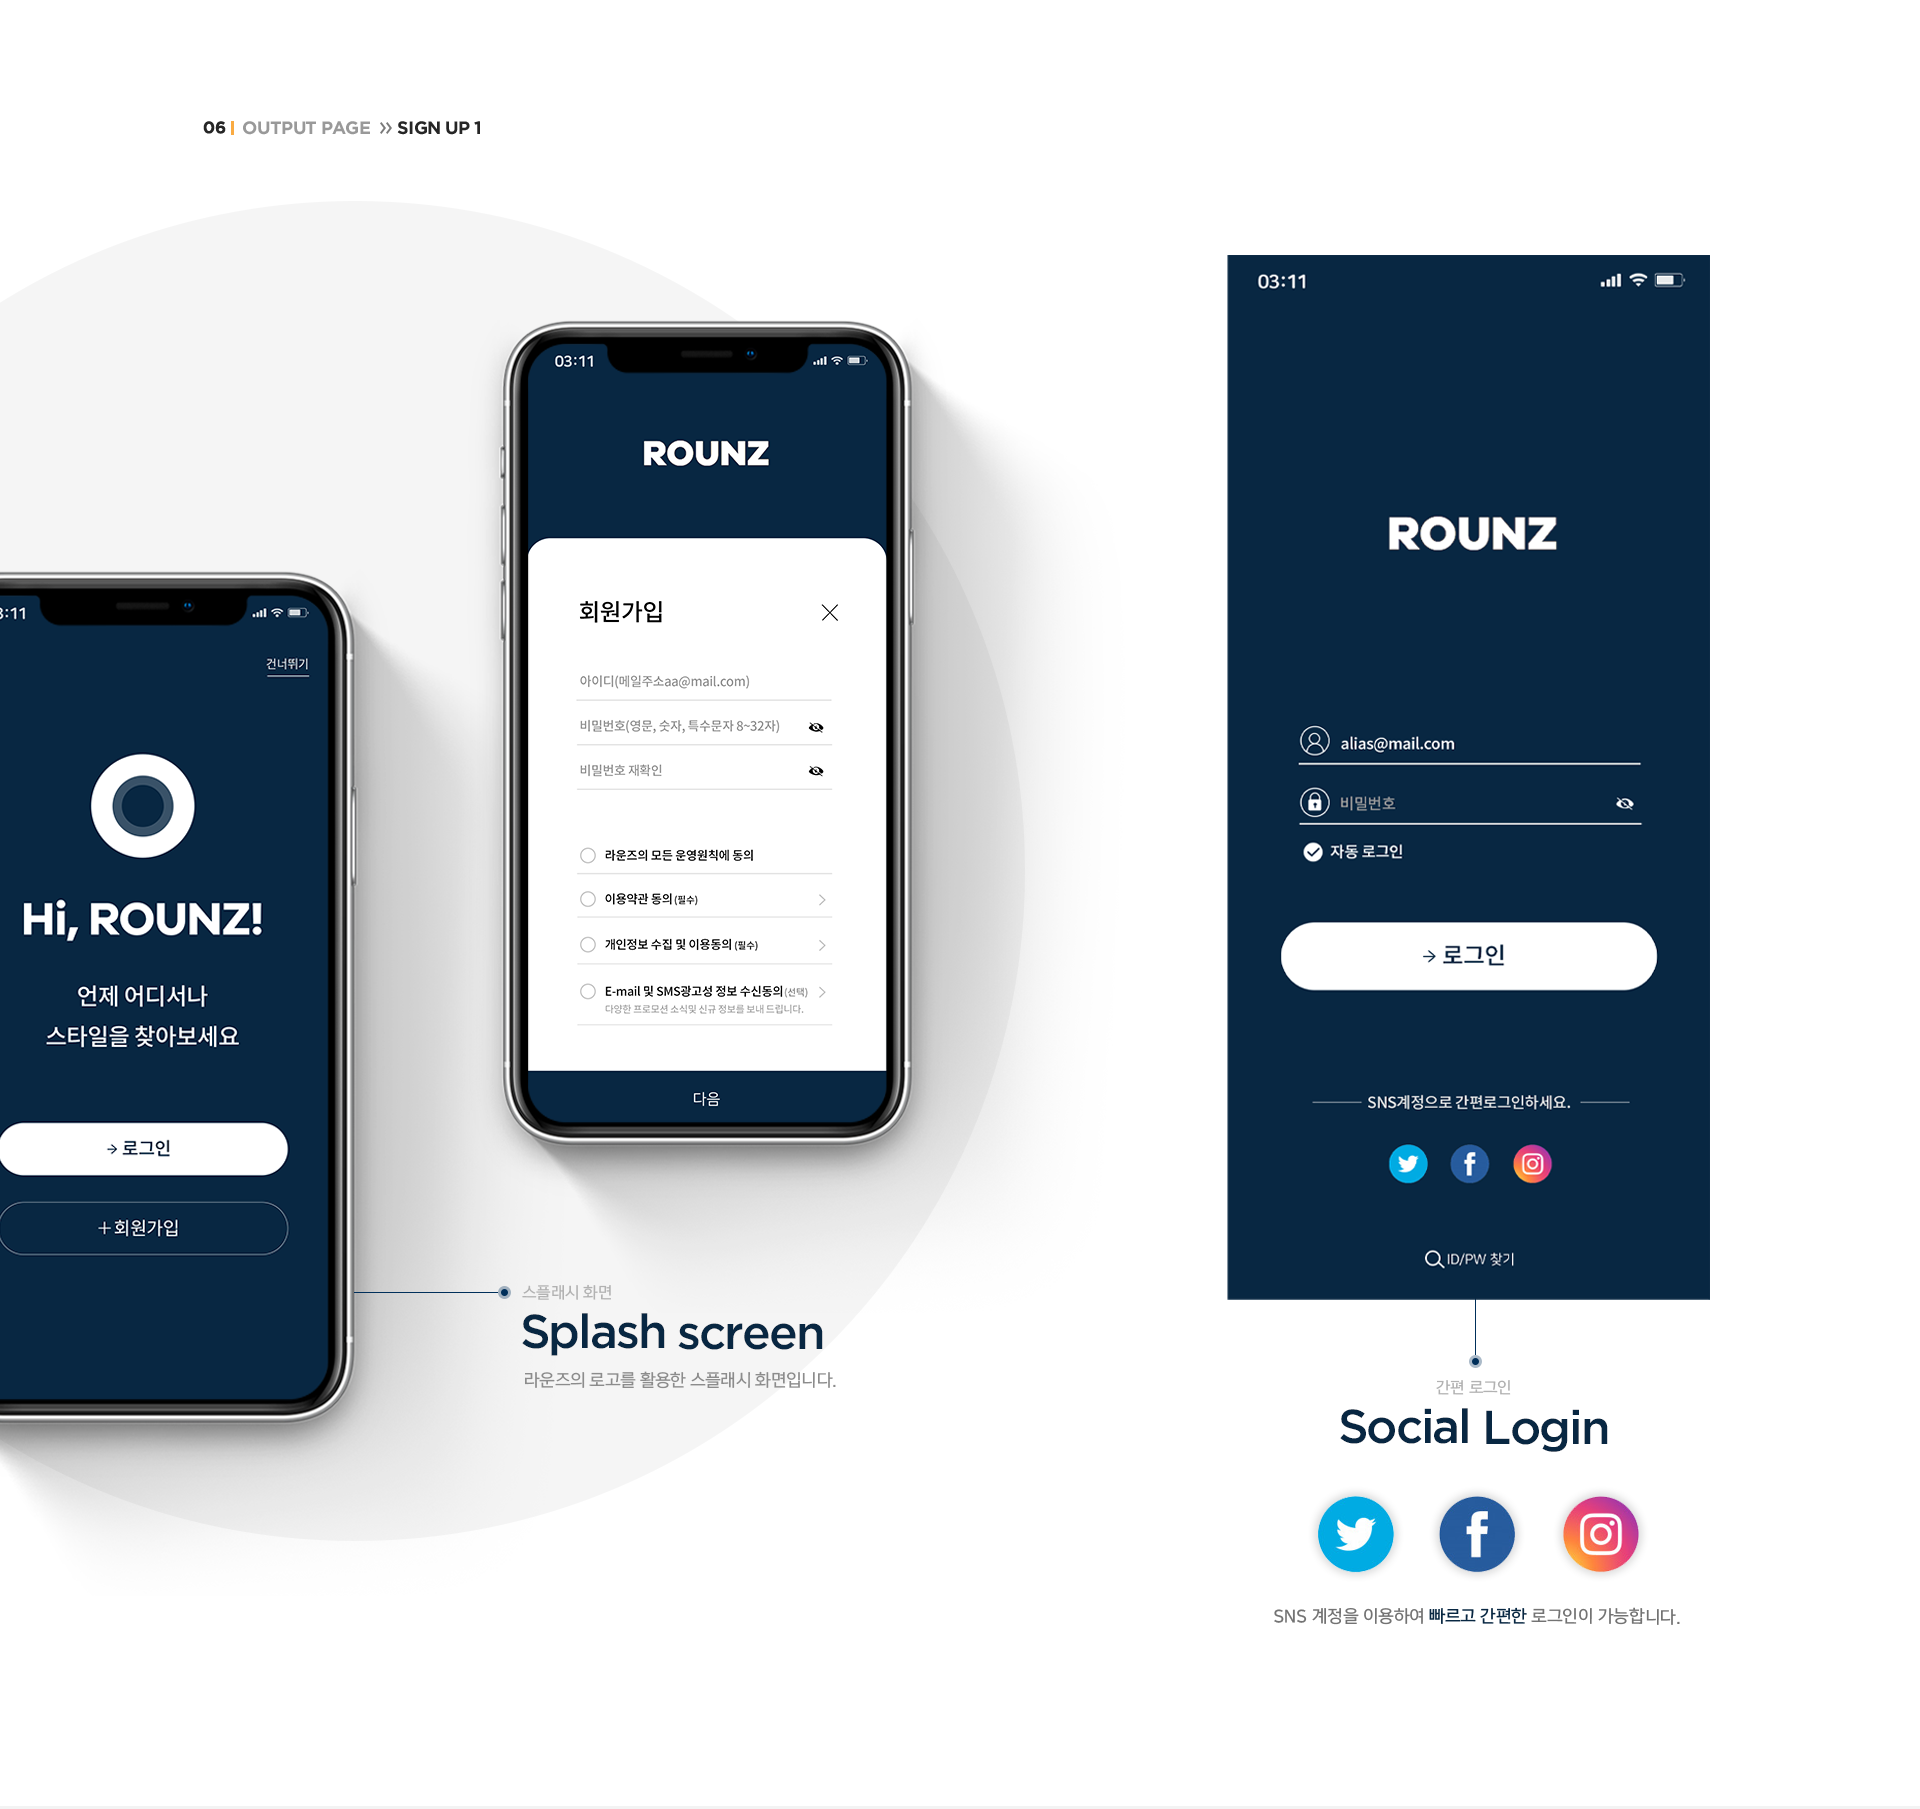 06 | OUTPUT PAGE >> SIGN UP 1
:11
건너뛰기
Hi, ROUNZ!
언제 어디서나
스타일을 찾아보세요
→ 로그인
+회원가입
스플래시 화면
Splash screen
라운즈의 로고를 활용한 스플래시 화면입니다.
03:11
ROUNZ
회원가입
아이디(메일주소aa@mail.com)
비밀번호(영문, 숫자, 특수문자 8~32자)
비밀번호 재확인
라운즈의 모든 운영원칙에 동의
이용약관 동의 (필수)
개인정보 수집 및 이용동의 (필수)
E-mail 및 SMS광고성 정보 수신동의 (선택)
다양한 프로모션 소식및 신규 정보를 보내 드립니다.
다음
03:11
ROUNZ
alias@mail.com
비밀번호
자동 로그인
→ 로그인
SNS계정으로 간편로그인하세요.
ID/PW 찾기
간편 로그인
Social Login
SNS 계정을 이용하여 빠르고 간편한 로그인이 가능합니다.